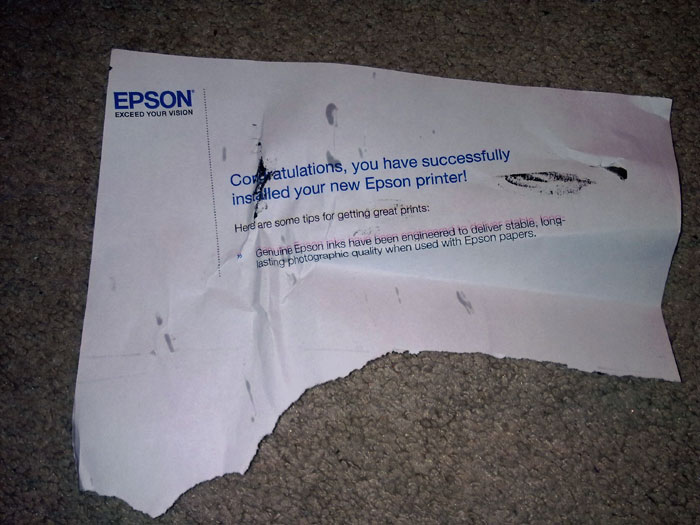 EPSON
EXCEED YOUR VISION
Congratulations, you have successfully
installed your new Epson printer!
Here are some tips for getting great prints:
Genuine Epson inks have been engineered to deliver stable, long-
lasting photographic quality when used with Epson papers.